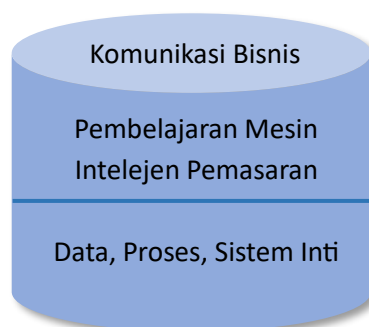 Komunikasi Bisnis
Pembelajaran Mesin
Intelejen Pemasaran
Data, Proses, Sistem Inti